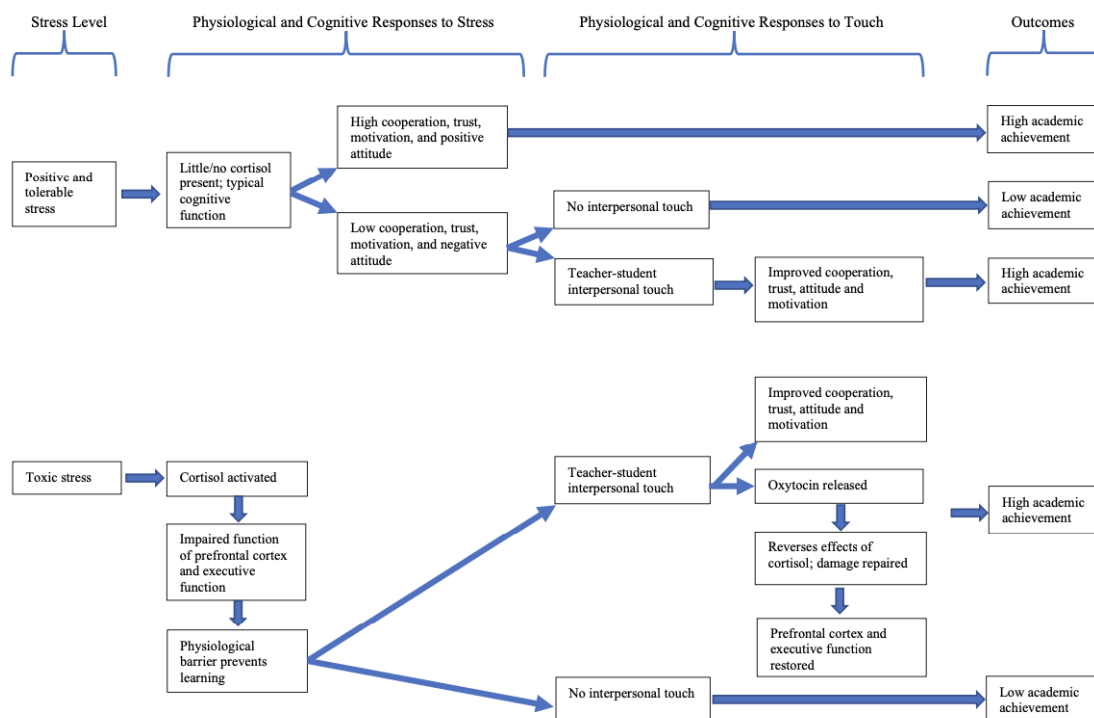 Stress Level
Physiological and Cognitive Responses to Stress
Physiological and Cognitive Responses to Touch
Outcomes
High cooperation, trust,
motivation, and positive
attitude
High academic
achievement
Positive and
tolerable
stress
Little/no cortisol
present; typical
cognitive
function
No interpersonal touch
Low academic
achievement
Low cooperation, trust,
motivation, and negative
attitude
Teacher-student
interpersonal touch
Improved cooperation,
trust, attitude and
motivation
High academic
achievement
Improved cooperation,
trust, attitude and
motivation
Toxic stress
Cortisol activated
Teacher-student
interpersonal touch
Oxytocin released
High academic
achievement
Impaired function
of prefrontal cortex
and executive
function
Reverses effects of
cortisol; damage repaired
Physiological
barrier prevents
learning
Prefrontal cortex and
executive function
restored
No interpersonal touch
Low academic
achievement